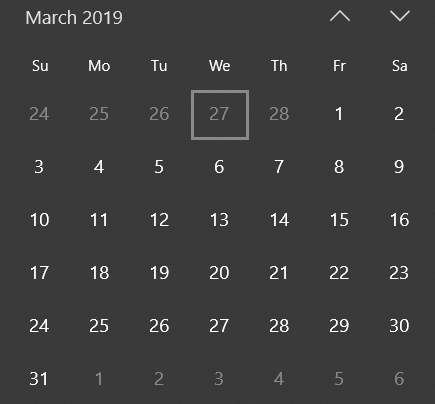 March 2019
Su Mo Tu We Th Fr Sa
24 25 26 27 28 1 2
3 4 5 6 7 8 9
10 11 12 13 14 15 16
17 18 19 20 21 22 23
24 25 26 27 28 29 30
31 1 2 3 4 5 6